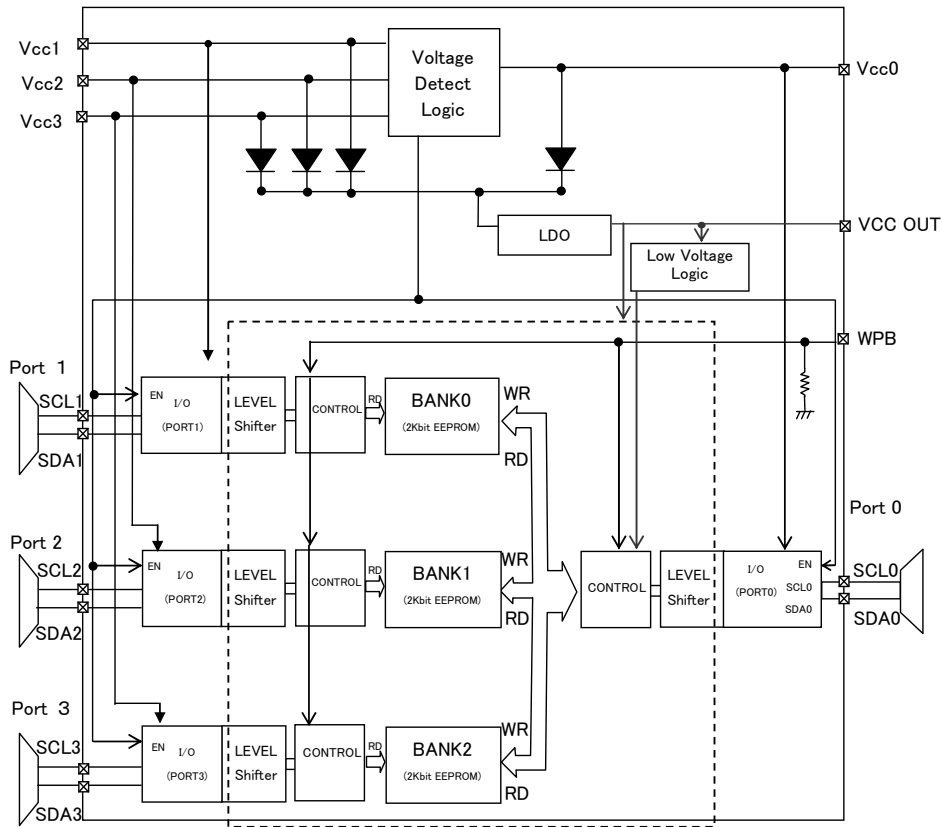 Vcc1
Vcc2
Vcc3
Voltage
Detect
Logic
Vcc0
VCC OUT
LDO
Low Voltage
Logic
WPB
Port 1
SCL1
SDA1
EN
I/O
(PORT1)
LEVEL
Shifter
CONTROL
RD
BANK0
(2Kbit EEPROM)
WR
RD
Port 2
SCL2
SDA2
EN
I/O
(PORT2)
LEVEL
Shifter
CONTROL
RD
BANK1
(2Kbit EEPROM)
WR
RD
CONTROL
LEVEL
Shifter
I/O
(PORT0)
EN
SCL0
SDA0
Port 0
SCL0
SDA0
Port 3
SCL3
SDA3
EN
I/O
(PORT3)
LEVEL
Shifter
CONTROL
RD
BANK2
(2Kbit EEPROM)
WR
RD